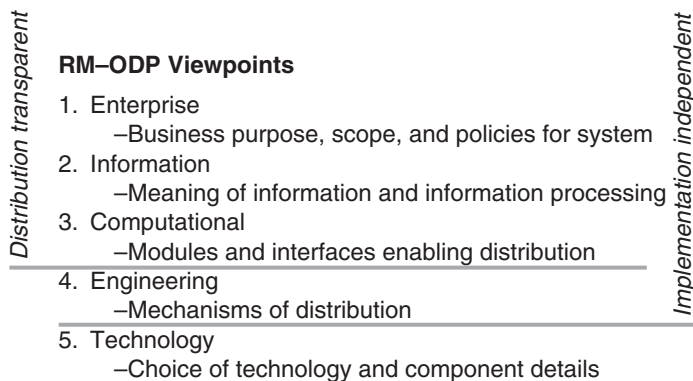 Distribution transparent
RM–ODP Viewpoints
1. Enterprise
–Business purpose, scope, and policies for system
2. Information
–Meaning of information and information processing
3. Computational
–Modules and interfaces enabling distribution
4. Engineering
–Mechanisms of distribution
5. Technology
–Choice of technology and component details
Implementation independent